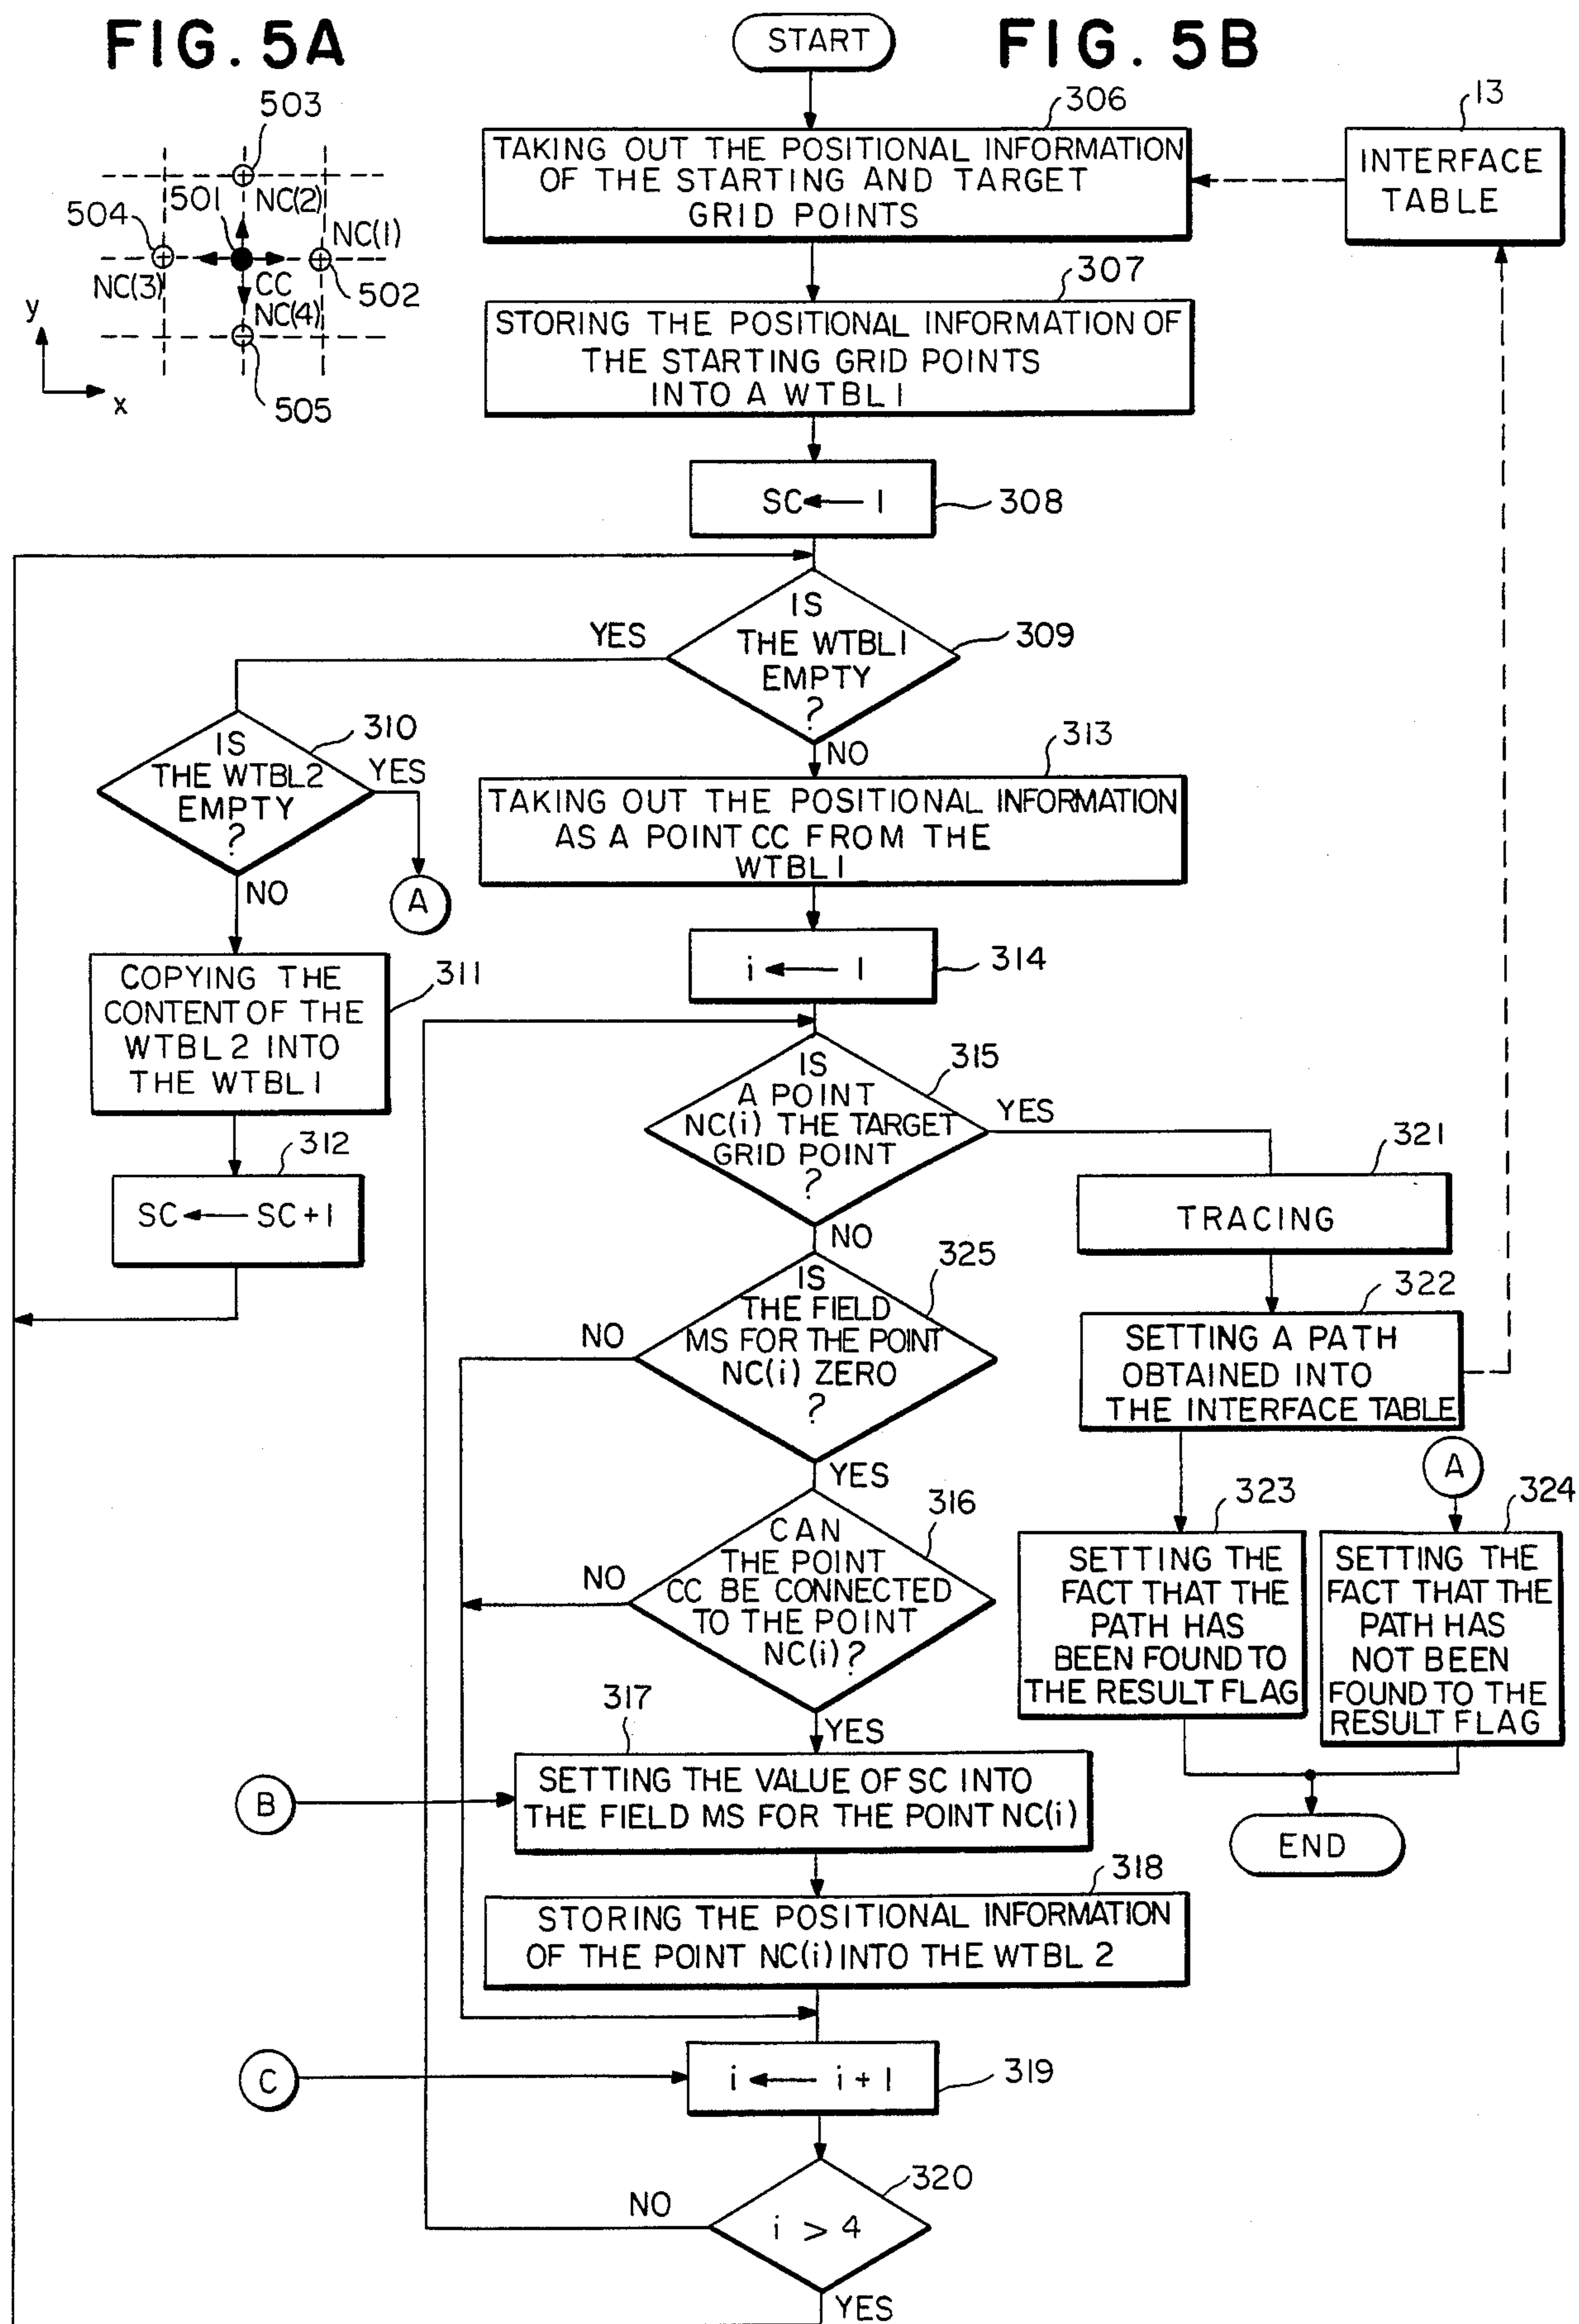 FIG. 5A
503
504
501
NC(2)
NC(1)
NC(3)
CC
502
NC(4)
y
x
505
FIG. 5B
START
306
TAKING OUT THE POSITIONAL INFORMATION
OF THE STARTING AND TARGET
GRID POINTS
13
INTERFACE
TABLE
307
STORING THE POSITIONAL INFORMATION OF
THE STARTING GRID POINTS
INTO A WTBL1
SC ← 1
308
IS
THE WTBL1
EMPTY
?
309
YES
NO
310
IS
THE WTBL2
EMPTY
?
YES
A
NO
313
TAKING OUT THE POSITIONAL INFORMATION
AS A POINT CC FROM THE
WTBL1
311
COPYING THE
CONTENT OF THE
WTBL2 INTO
THE WTBL1
i ← 1
314
312
SC ← SC+1
315
IS
A POINT
NC(i) THE TARGET
GRID POINT
?
YES
NO
321
TRACING
325
IS
THE FIELD
MS FOR THE POINT
NC(i) ZERO
?
NO
YES
322
SETTING A PATH
OBTAINED INTO
THE INTERFACE TABLE
316
CAN
THE POINT
CC BE CONNECTED
TO THE POINT
NC(i)?
NO
YES
323
SETTING THE
FACT THAT THE
PATH HAS
BEEN FOUND TO
THE RESULT FLAG
A
324
SETTING THE
FACT THAT THE
PATH HAS
NOT BEEN
FOUND TO THE
RESULT FLAG
END
317
B
SETTING THE VALUE OF SC INTO
THE FIELD MS FOR THE POINT NC(i)
318
STORING THE POSITIONAL INFORMATION
OF THE POINT NC(i) INTO THE WTBL2
C
i ← i+1
319
320
i > 4
NO
YES